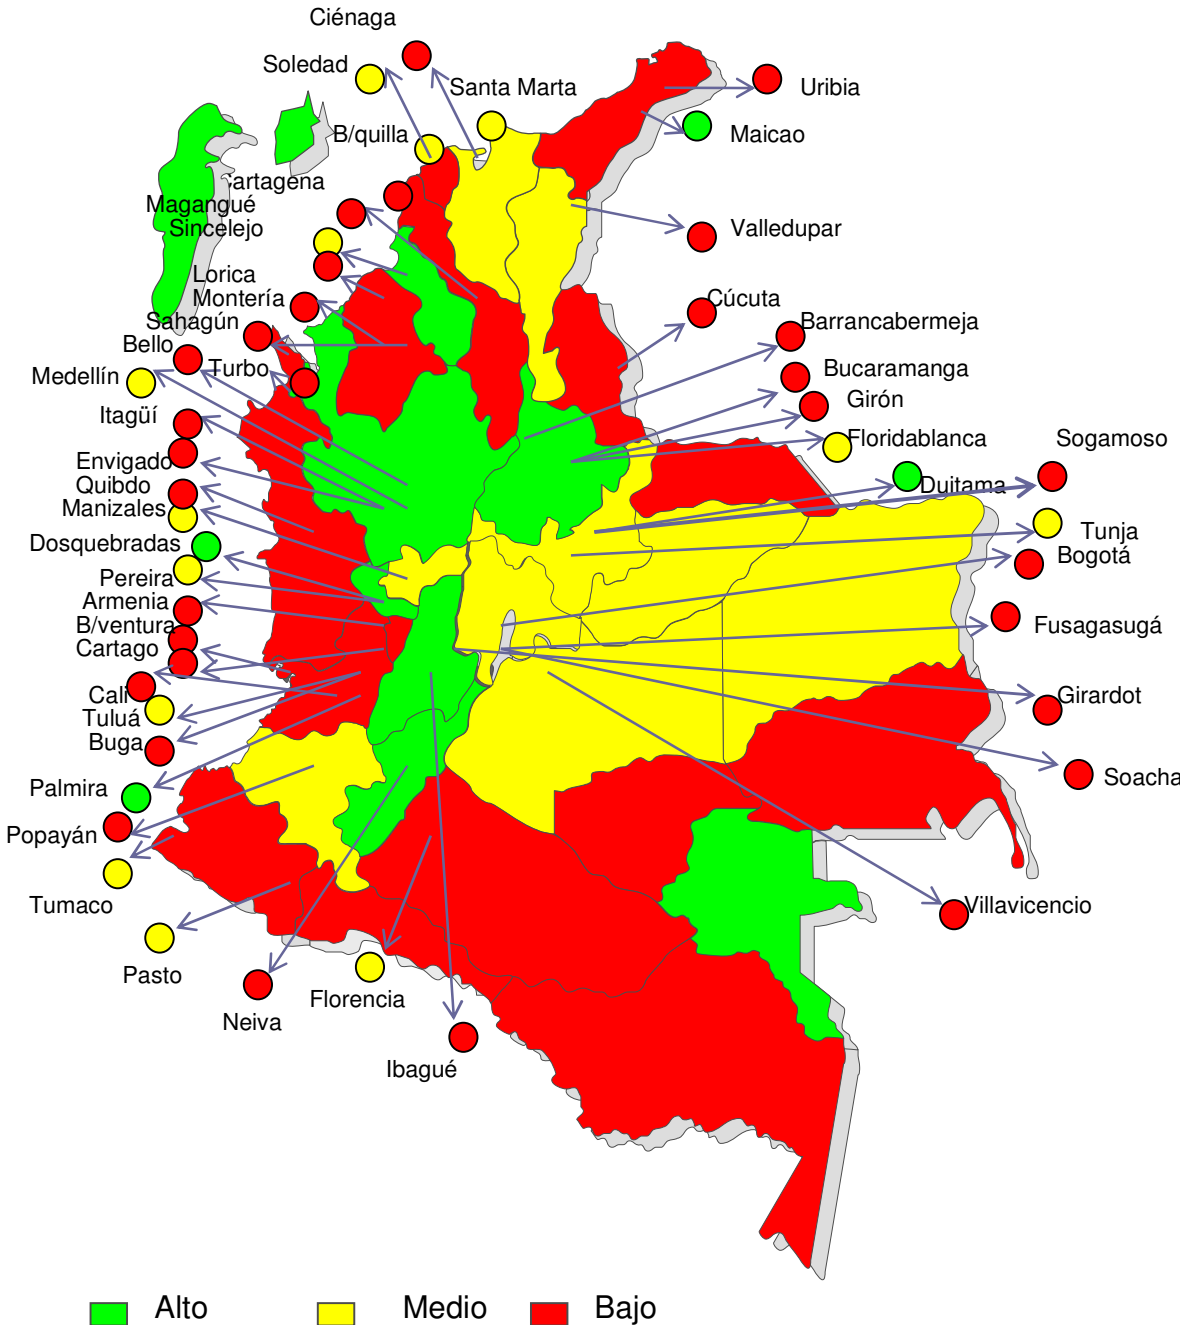 Ciénaga
Soledad
Santa Marta
Uribia
B/quilla
Maicao
Cartagena
Magangué
Sincelejo
Valledupar
Lorica
Montería
Cúcuta
Sahagún
Barrancabermeja
Bello
Medellín
Turbo
Bucaramanga
Itagüí
Girón
Floridablanca
Sogamoso
Envigado
Quibdo
Duitama
Manizales
Tunja
Dosquebradas
Bogotá
Pereira
Armenia
B/ventura
Fusagasugá
Cartago
Cali
Girardot
Tuluá
Buga
Soacha
Palmira
Popayán
Tumaco
Villavicencio
Pasto
Florencia
Neiva
Ibagué
Alto Medio Bajo